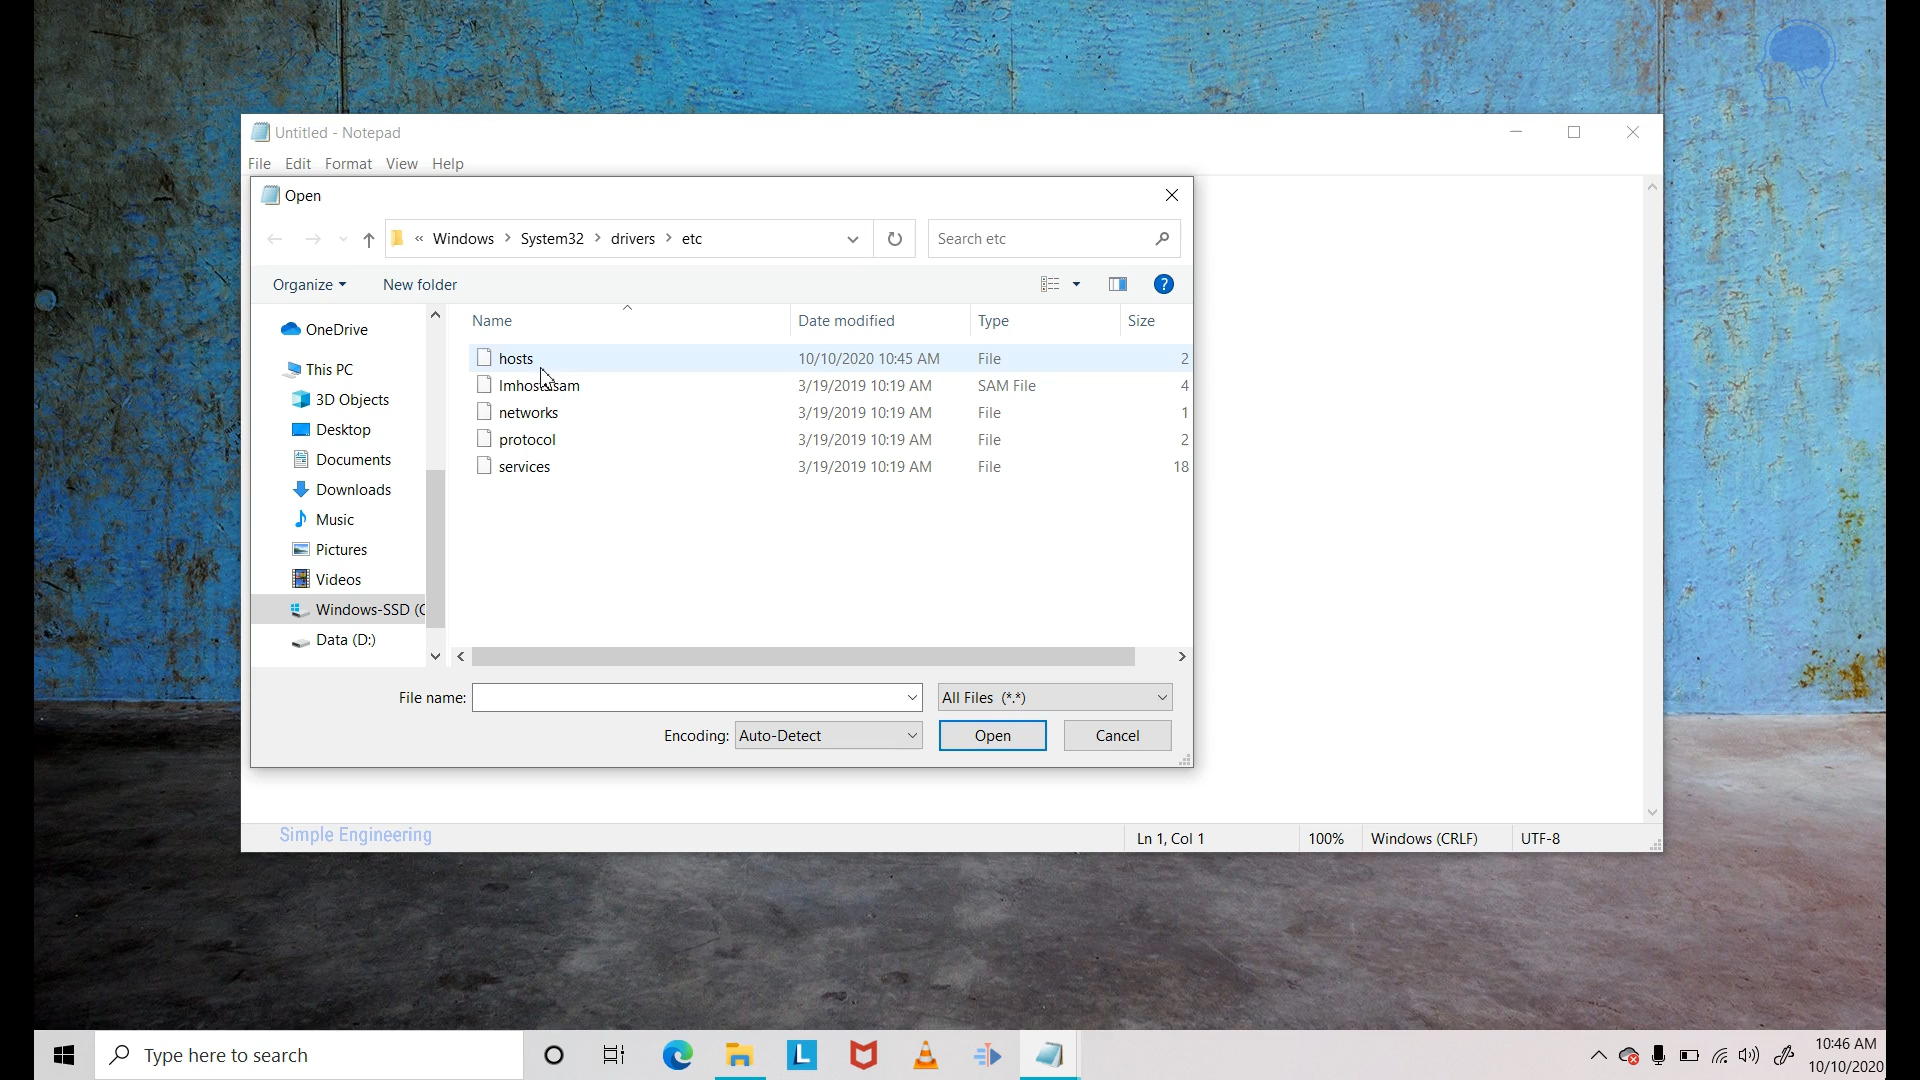 Untitled - Notepad
File Edit Format View Help
Open
« Windows > System32 > drivers > etc
Search etc
Organize
New folder
?
Name
Date modified
Type
Size
OneDrive
This PC
3D Objects
Desktop
Documents
Downloads
Music
Pictures
Videos
Windows-SSD (C
Data (D:)
hosts 10/10/2020 10:45 AM File 2
3/19/2019 10:19 AM SAM File 4
networks 3/19/2019 10:19 AM File 1
protocol 3/19/2019 10:19 AM File 2
services 3/19/2019 10:19 AM File 18
File name:
All Files (*.*)
Encoding: Auto-Detect
Open
Cancel
Simple Engineering
Ln 1, Col 1
100%
Windows (CRLF)
UTF-8
Type here to search
L
10:46 AM
10/10/2020